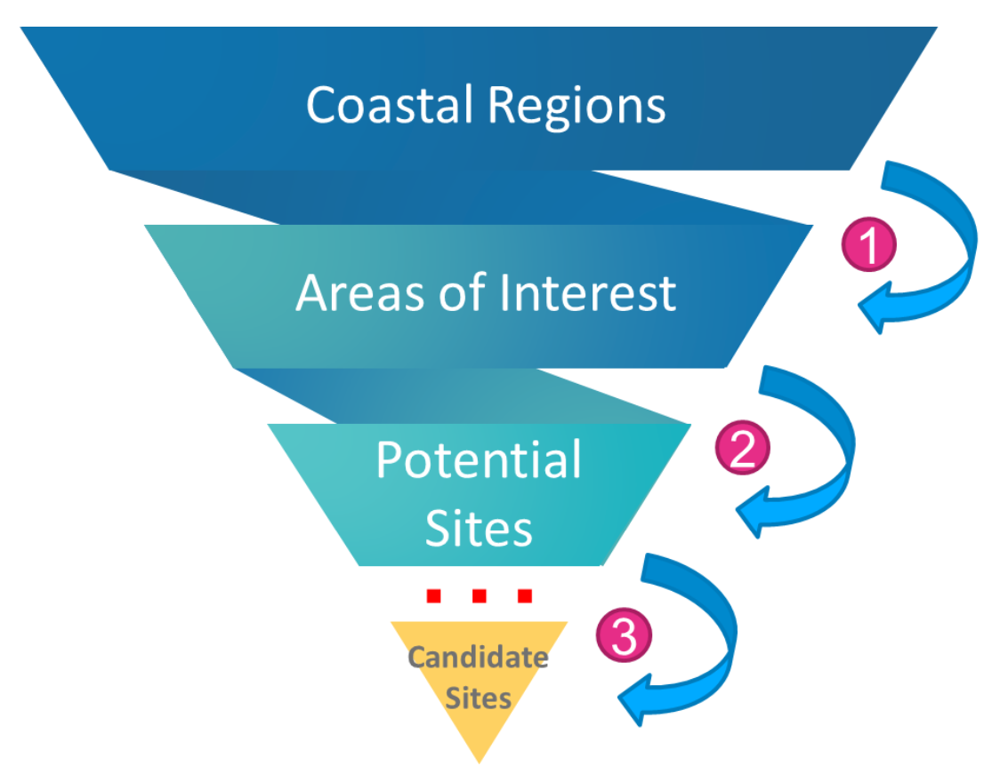 Coastal Regions
1
Areas of Interest
2
Potential
Sites
3
Candidate
Sites